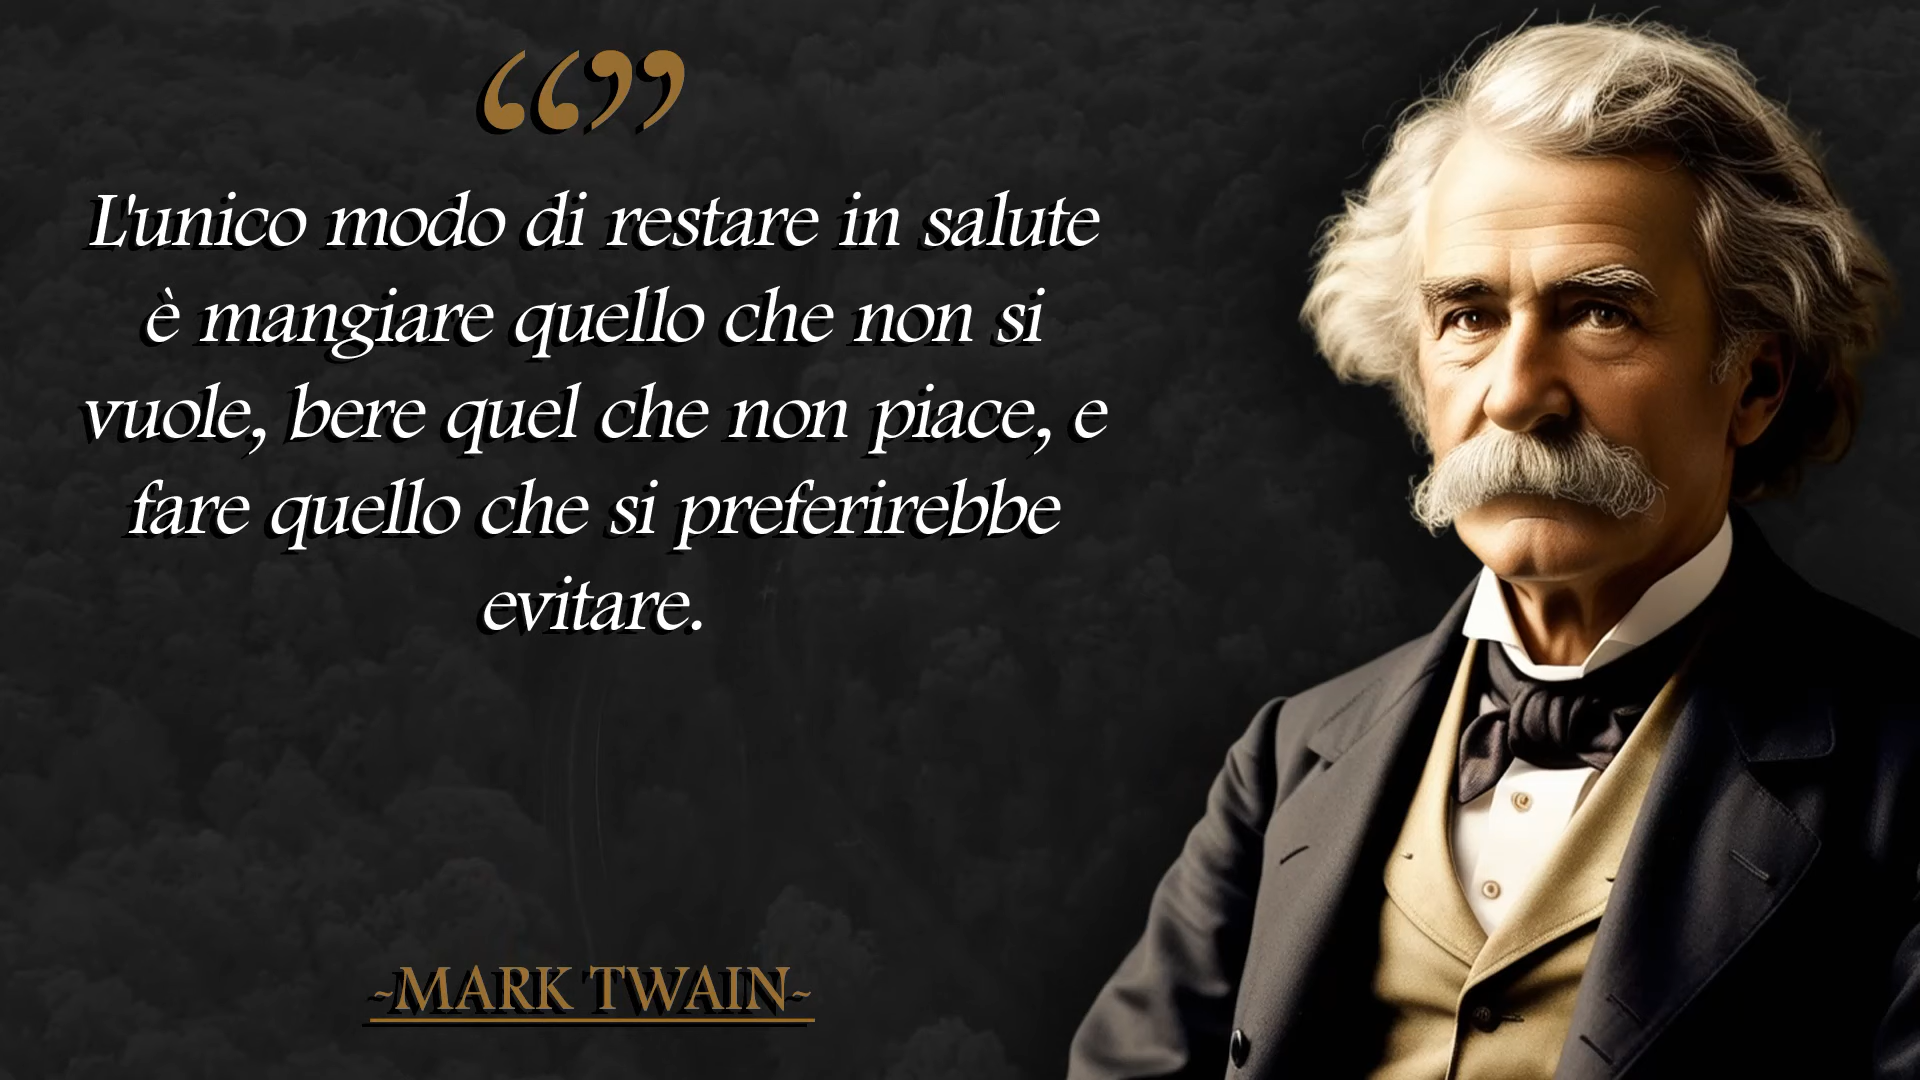 “”
L'unico modo di restare in salute
è mangiare quello che non si
vuole, bere quel che non piace, e
fare quello che si preferirebbe
evitare.
-MARK TWAIN-